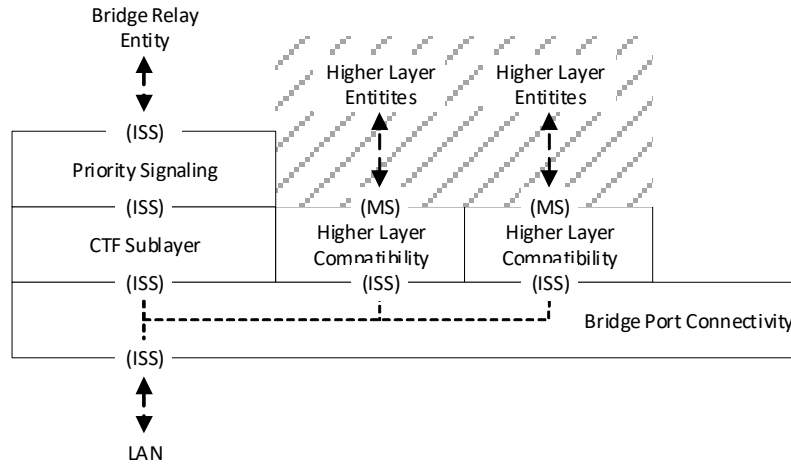 Bridge Relay
Entity
Higher Layer
Entitites
Higher Layer
Entitites
(ISS)
Priority Signaling
(ISS)
(MS)
(MS)
CTF Sublayer
Higher Layer
Compatibility
Higher Layer
Compatibility
(ISS)
(ISS)
(ISS)
Bridge Port Connectivity
(ISS)
LAN